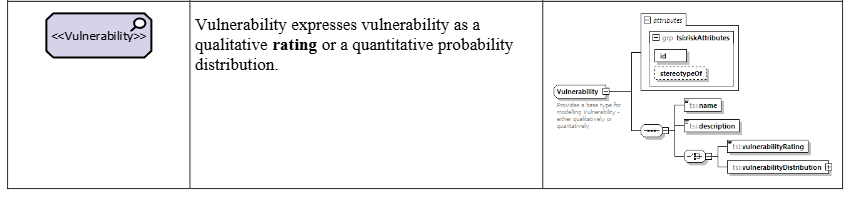 <<Vulnerability>>
Vulnerability expresses vulnerability as a
qualitative rating or a quantitative probability
distribution.
attributes
grp tsi:riskAttributes
id
stereotypeOf
Vulnerability
Provides a base type for
modelling Vulnerability -
either qualitatively or
quantatively
tsi:name
tsi:description
tsi:vulnerabilityRating
tsi:vulnerabilityDistribution